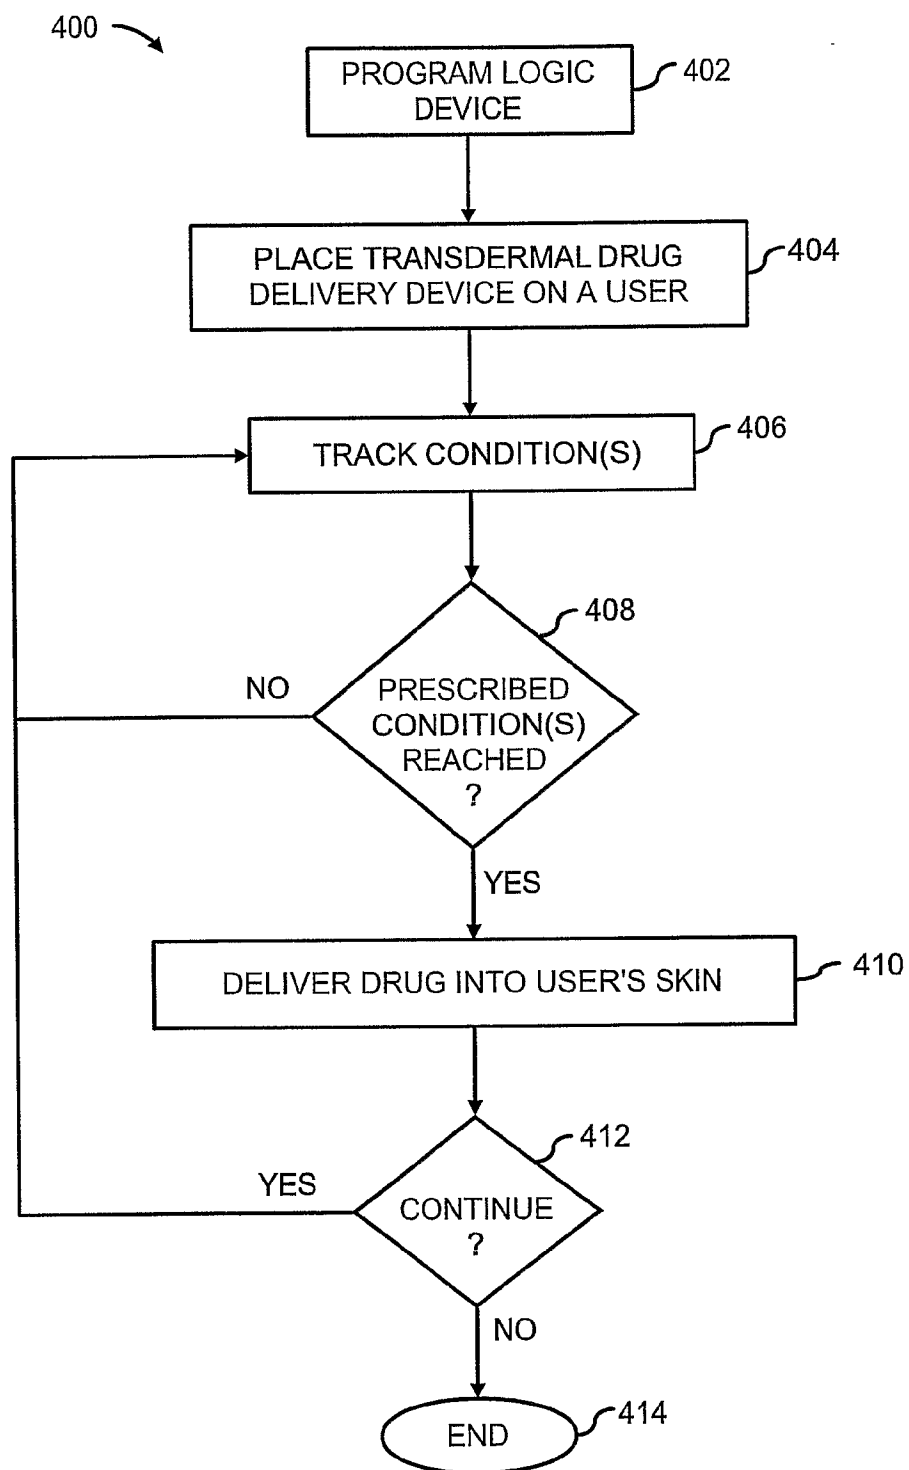 400
PROGRAM LOGIC
DEVICE
402
PLACE TRANSDERMAL DRUG
DELIVERY DEVICE ON A USER
404
TRACK CONDITION(S)
406
408
NO
PRESCRIBED
CONDITION(S)
REACHED
?
YES
DELIVER DRUG INTO USER'S SKIN
410
412
YES
CONTINUE
?
NO
END
414